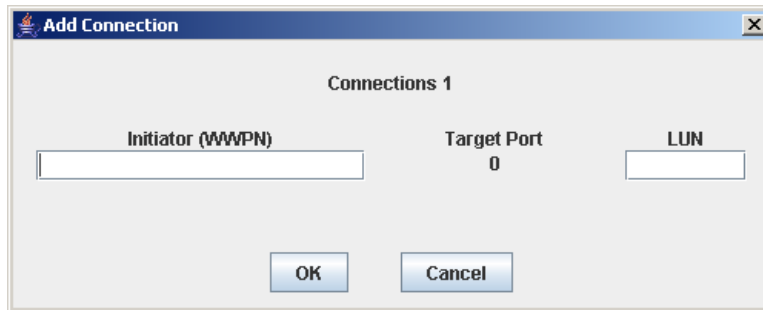 Add Connection
Connections 1
Initiator (WWPN) Target Port LUN
0
OK Cancel